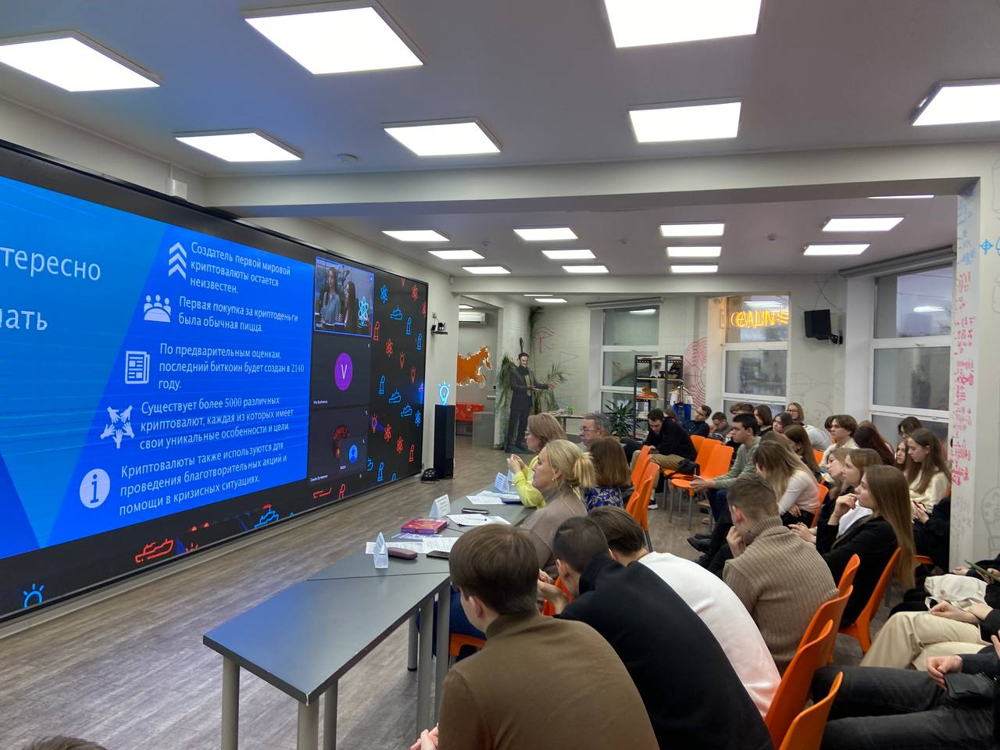 тересно
ать
Создатель первой мировой
криптовалюты остается
неизвестен.
Первая покупка за криптоденьги
была обычная пицца.
По предварительным оценкам,
последний биткоин будет создан в 2140
году.
Существует более 5000 различных
криптовалют, каждая из которых имеет
свои уникальные особенности и цели.
Криптовалюты также используются для
проведения благотворительных акций и
помощи в кризисных ситуациях.
V